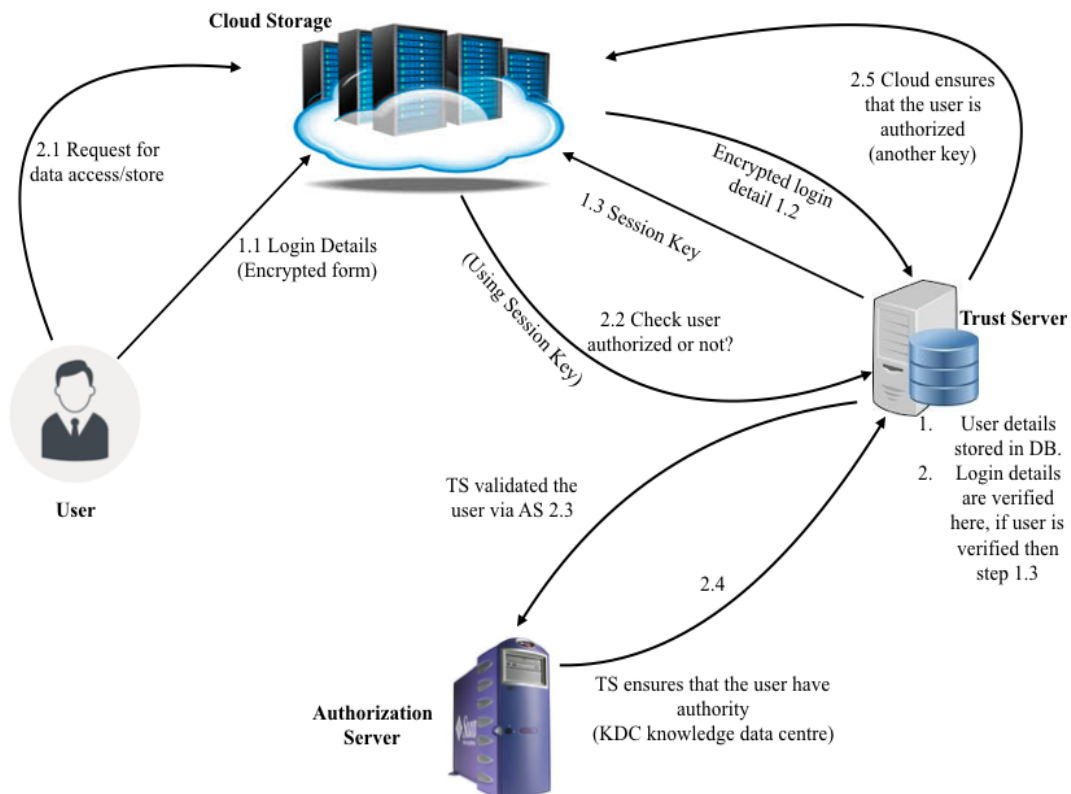 Cloud Storage
2.1 Request for
data access/store
1.1 Login Details
(Encrypted form)
2.5 Cloud ensures
that the user is
authorized
(another key)
Encrypted login
detail 1.2
1.3 Session Key
(Using Session Key)
2.2 Check user
authorized or not?
Trust Server
1. User details
stored in DB.
2. Login details
are verified
here, if user is
verified then
step 1.3
User
TS validated the
user via AS 2.3
2.4
Authorization
Server
Sun
TS ensures that the user have
authority
(KDC knowledge data centre)